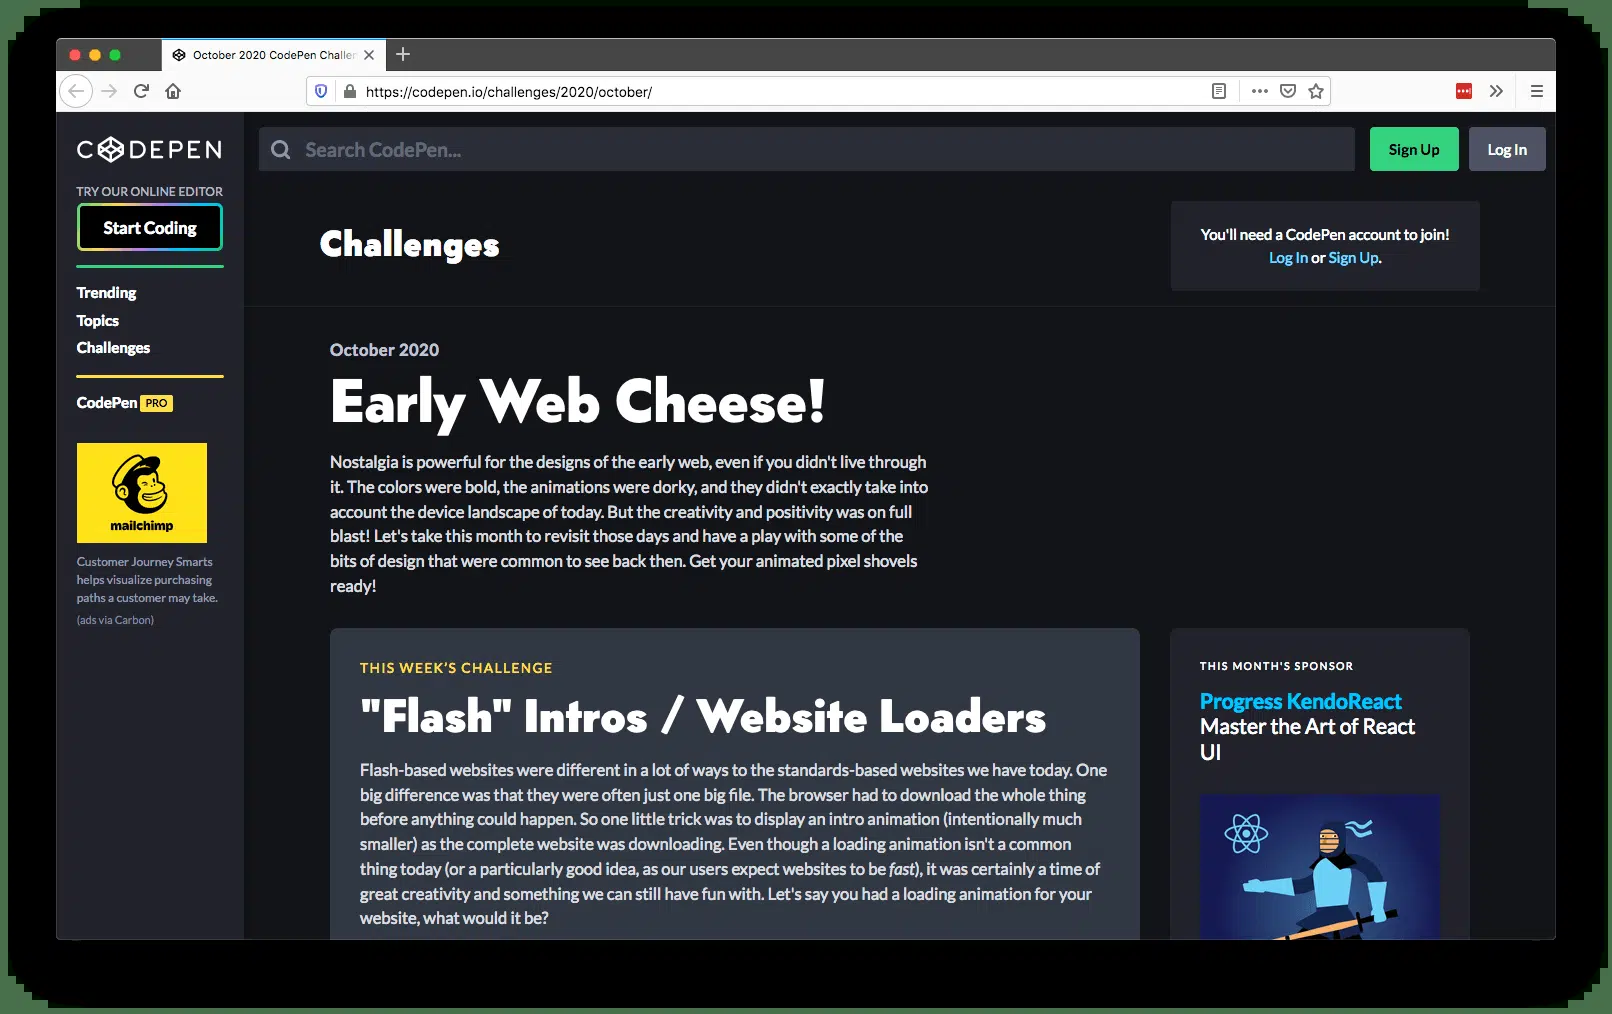 October 2020 CodePen Challen
https://codepen.io/challenges/2020/october/
CODEPEN
Search CodePen...
Sign Up
Log In
TRY OUR ONLINE EDITOR
Start Coding
Trending
Topics
Challenges
CodePen PRO
mailchimp
Customer Journey Smarts
helps visualize purchasing
paths a customer may take.
(ads via Carbon)
Challenges
You'll need a CodePen account to join!
Log In or Sign Up.
October 2020
Early Web Cheese!
Nostalgia is powerful for the designs of the early web, even if you didn't live through
it. The colors were bold, the animations were dorky, and they didn't exactly take into
account the device landscape of today. But the creativity and positivity was on full
blast! Let's take this month to revisit those days and have a play with some of the
bits of design that were common to see back then. Get your animated pixel shovels
ready!
THIS WEEK'S CHALLENGE
"Flash" Intros / Website Loaders
Flash-based websites were different in a lot of ways to the standards-based websites we have today. One
big difference was that they were often just one big file. The browser had to download the whole thing
before anything could happen. So one little trick was to display an intro animation (intentionally much
smaller) as the complete website was downloading. Even though a loading animation isn't a common
thing today (or a particularly good idea, as our users expect websites to be fast), it was certainly a time of
great creativity and something we can still have fun with. Let's say you had a loading animation for your
website, what would it be?
THIS MONTH'S SPONSOR
Progress KendoReact
Master the Art of React
UI